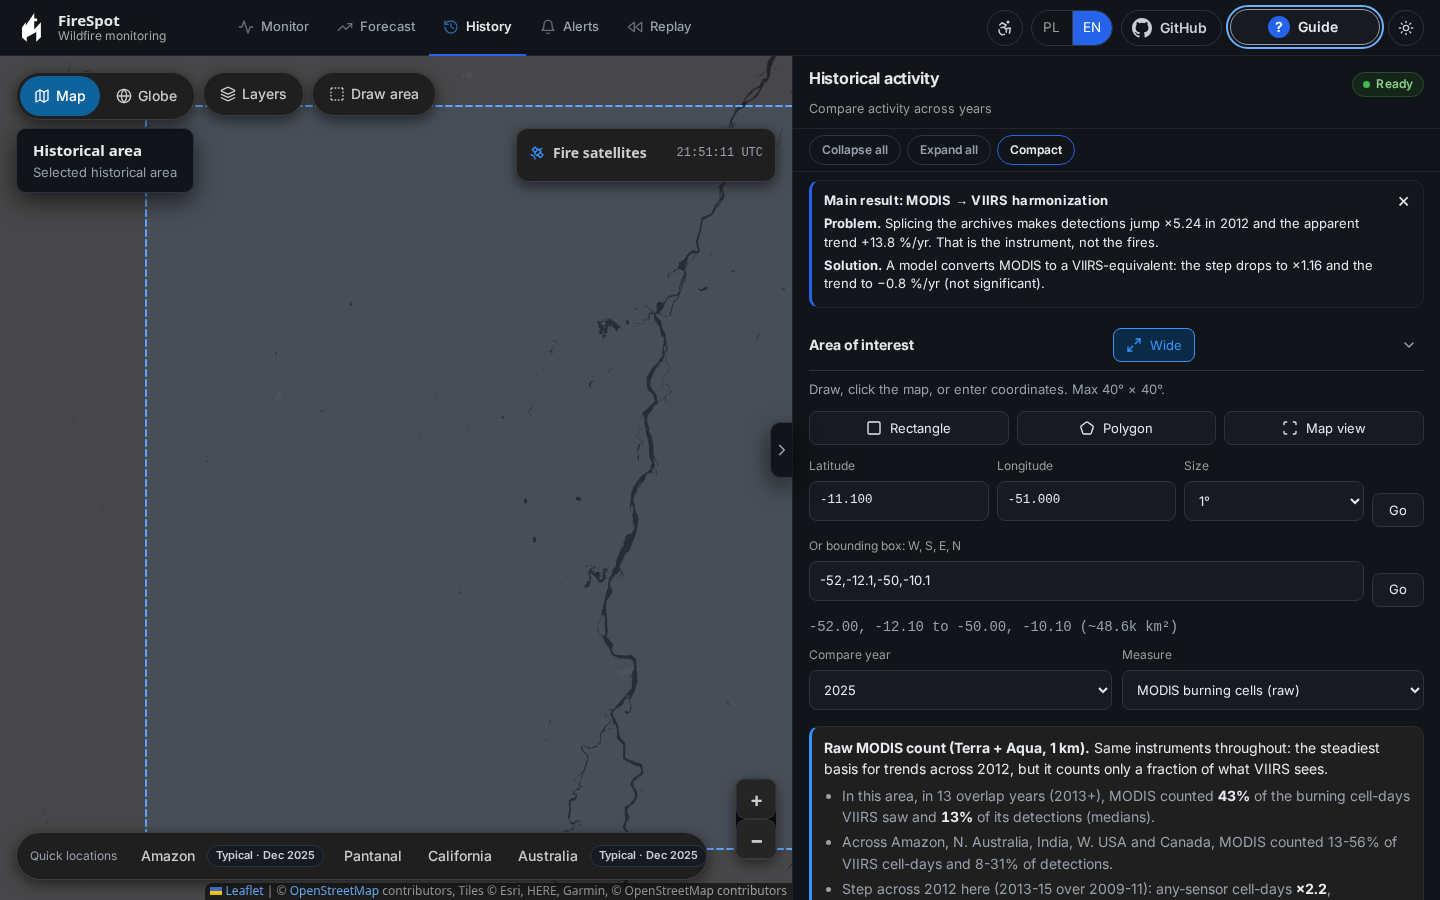 FireSpot
Wildfire monitoring
Monitor
Forecast
History
Alerts
Replay
PL
EN
GitHub
? Guide
Map
Globe
Layers
Draw area
Historical area
Selected historical area
Fire satellites
21:51:11 UTC
Quick locations
Amazon
Typical · Dec 2025
Pantanal
California
Australia
Typical · Dec 2025
+
−
Leaflet | © OpenStreetMap contributors, Tiles © Esri, HERE, Garmin, © OpenStreetMap contributors
Historical activity
Ready
Compare activity across years
Collapse all
Expand all
Compact
Main result: MODIS → VIIRS harmonization
Problem. Splicing the archives makes detections jump ×5.24 in 2012 and the apparent
trend +13.8 %/yr. That is the instrument, not the fires.
Solution. A model converts MODIS to a VIIRS-equivalent: the step drops to ×1.16 and the
trend to −0.8 %/yr (not significant).
Area of interest
Wide
Draw, click the map, or enter coordinates. Max 40° × 40°.
Rectangle
Polygon
Map view
Latitude
Longitude
Size
-11.100
-51.000
1°
Go
Or bounding box: W, S, E, N
-52,-12.1,-50,-10.1
Go
-52.00, -12.10 to -50.00, -10.10 (~48.6k km²)
Compare year
Measure
2025
MODIS burning cells (raw)
Raw MODIS count (Terra + Aqua, 1 km). Same instruments throughout: the steadiest
basis for trends across 2012, but it counts only a fraction of what VIIRS sees.
• In this area, in 13 overlap years (2013+), MODIS counted 43% of the burning cell-days
VIIRS saw and 13% of its detections (medians).
• Across Amazon, N. Australia, India, W. USA and Canada, MODIS counted 13-56% of
VIIRS cell-days and 8-31% of detections.
• Step across 2012 here (2013-15 over 2009-11): any-sensor cell-days ×2.2,